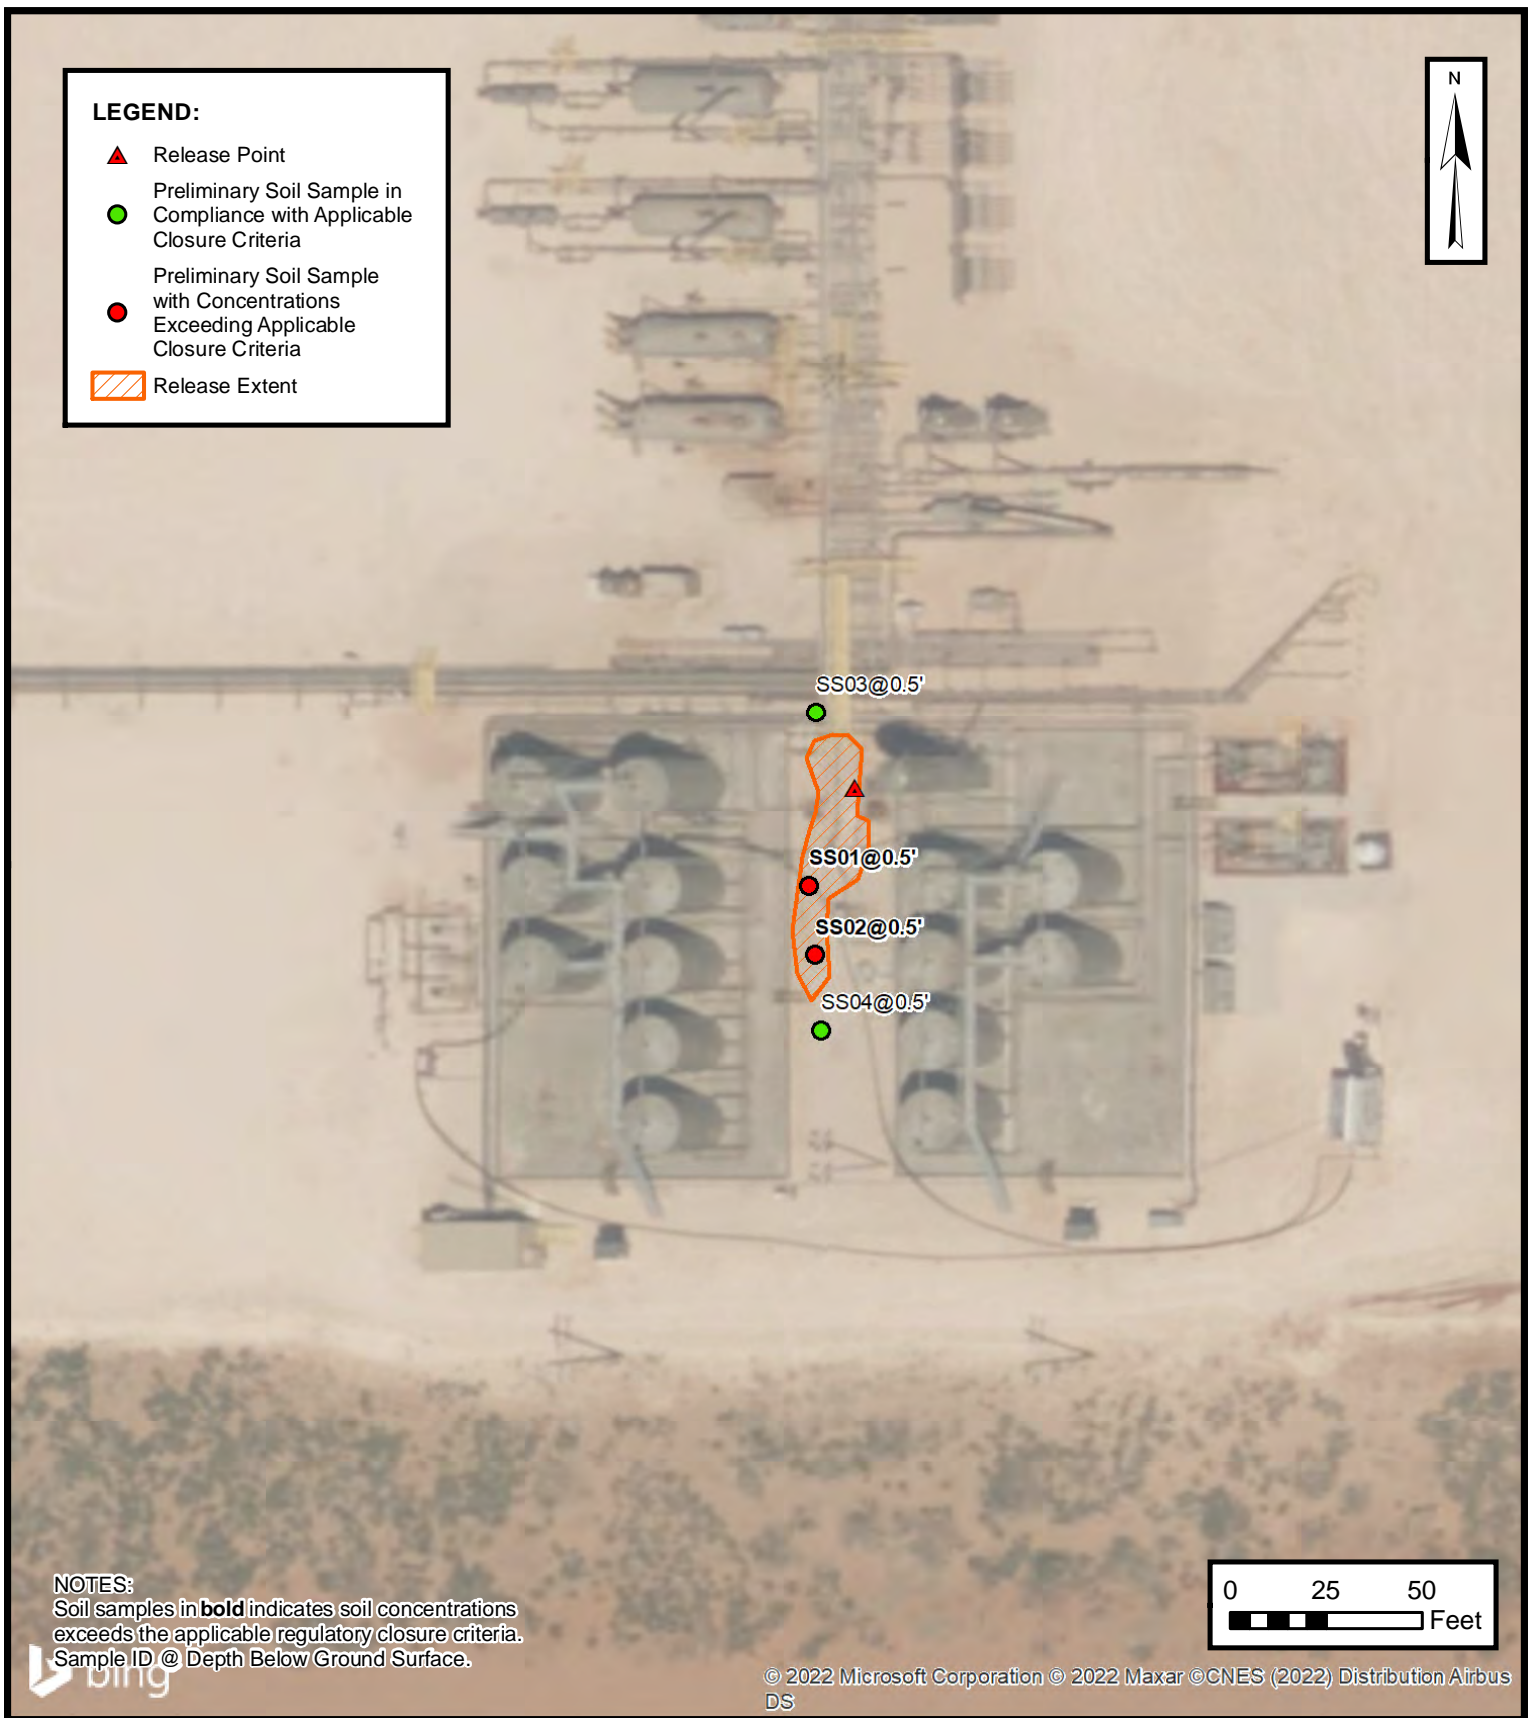 LEGEND:
Release Point
Preliminary Soil Sample in
Compliance with Applicable
Closure Criteria
Preliminary Soil Sample
with Concentrations
Exceeding Applicable
Closure Criteria
Release Extent
N
SS03@0.5'
SS01@0.5'
SS02@0.5'
SS04@0.5'
NOTES:
Soil samples in bold indicates soil concentrations
exceeds the applicable regulatory closure criteria.
Sample ID @ Depth Below Ground Surface.
bing
0 25 50
Feet
© 2022 Microsoft Corporation © 2022 Maxar ©CNES (2022) Distribution Airbus
DS